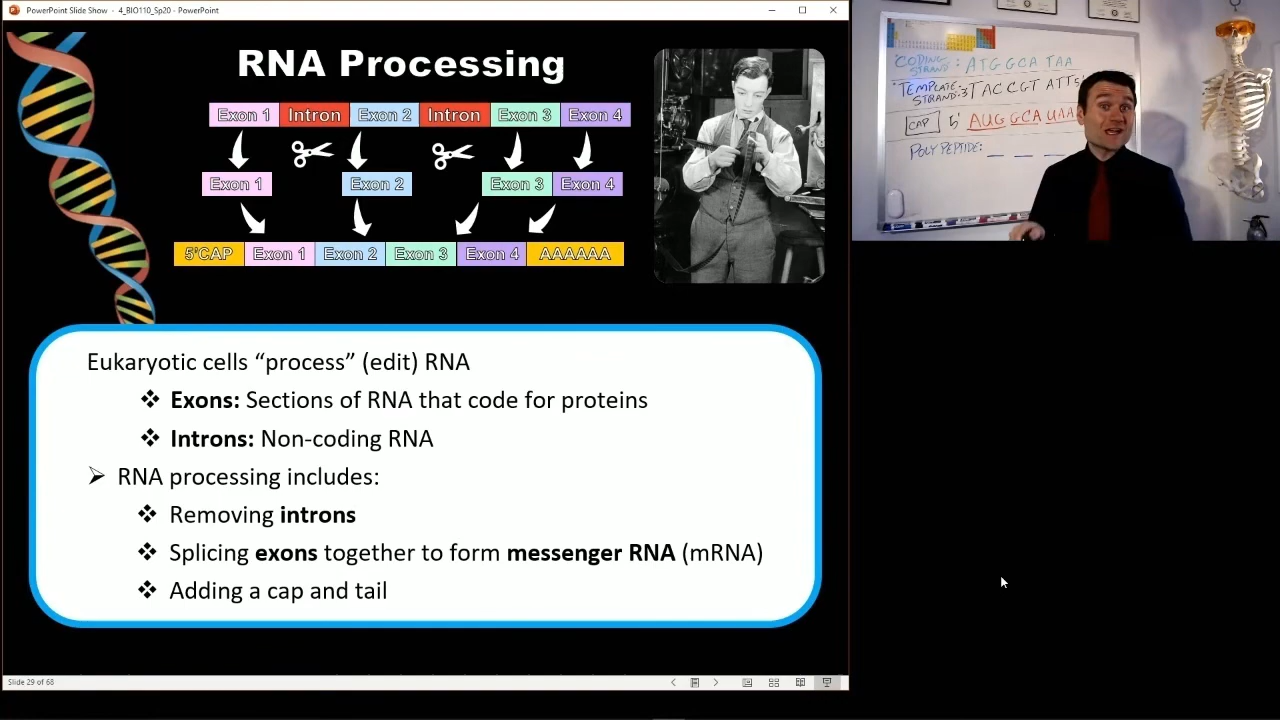 PowerPoint Slide Show - 4_BIO110_Sp20 - PowerPoint
RNA Processing
Exon 1 Intron Exon 2 Intron Exon 3 Exon 4
Exon 1 Exon 2 Exon 3 Exon 4
5'CAP Exon 1 Exon 2 Exon 3 Exon 4 AAAAAA
Eukaryotic cells “process” (edit) RNA
❖ Exons: Sections of RNA that code for proteins
❖ Introns: Non-coding RNA
➢ RNA processing includes:
❖ Removing introns
❖ Splicing exons together to form messenger RNA (mRNA)
❖ Adding a cap and tail
Slide 29 of 68
CODING
STRAND: ATG GCA TAA
TEMPLATE
STRAND: 3' TAC CGT ATT 5'
CAP 5' AUG GCA UAA
POLYPEPTIDE: